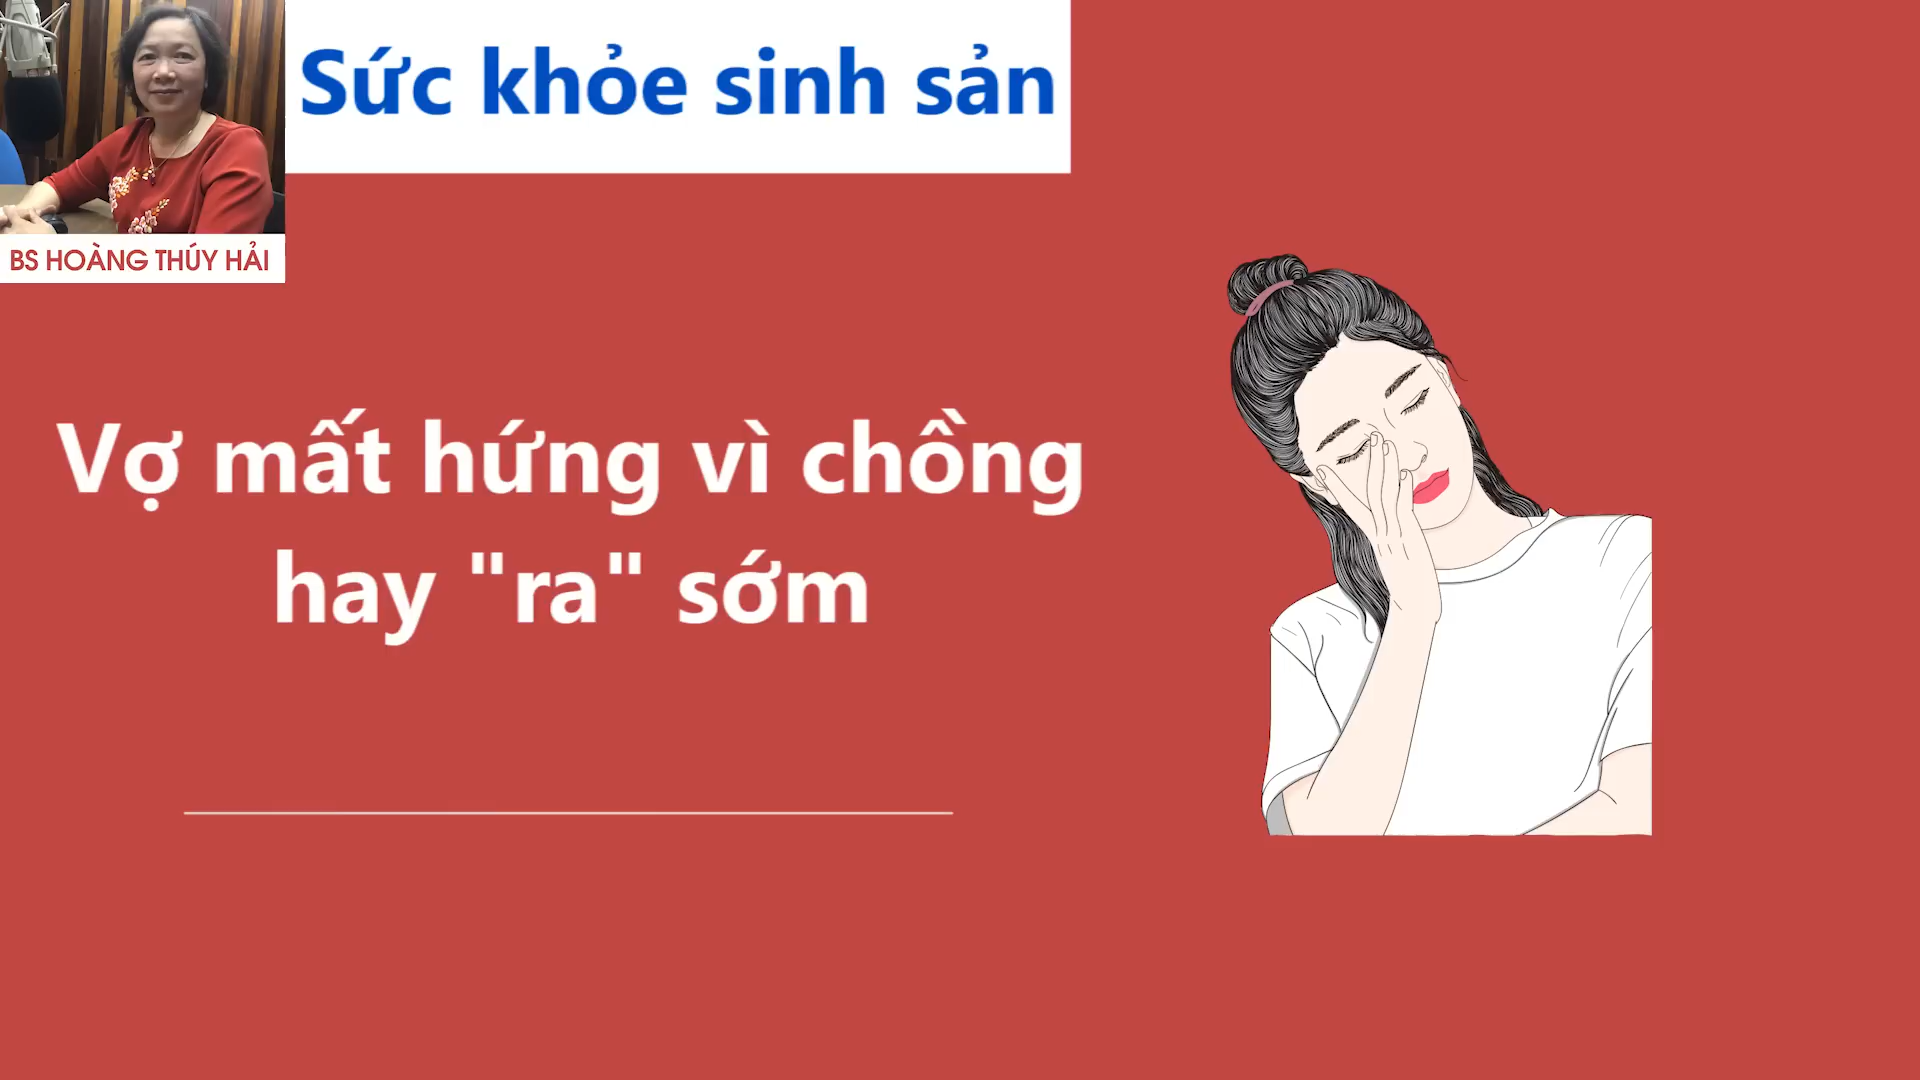 Sức khỏe sinh sản
BS HOÀNG THÚY HẢI
Vợ mất hứng vì chồng
hay "ra" sớm